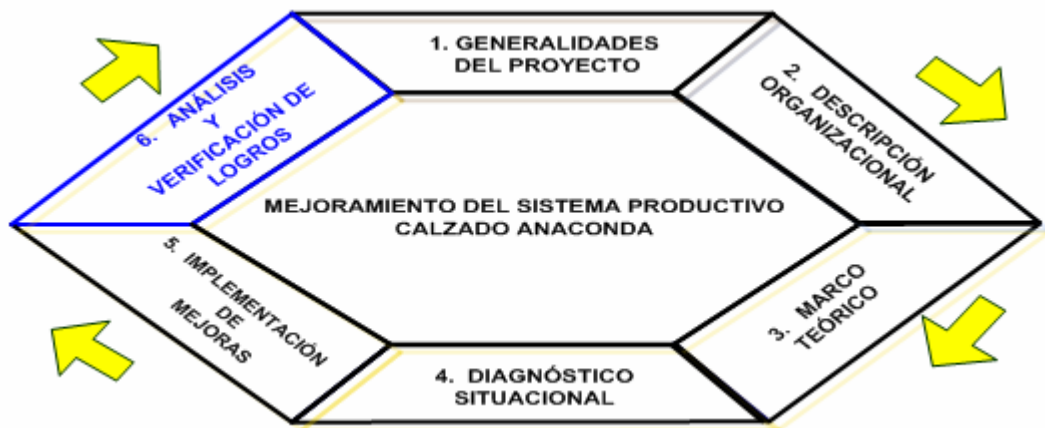 1. GENERALIDADES
DEL PROYECTO
2. DESCRIPCIÓN
ORGANIZACIONAL
3. MARCO
TEÓRICO
4. DIAGNÓSTICO
SITUACIONAL
5. IMPLEMENTACIÓN
DE
MEJORAS
6. ANÁLISIS
Y
VERIFICACIÓN DE
LOGROS
MEJORAMIENTO DEL SISTEMA PRODUCTIVO
CALZADO ANACONDA